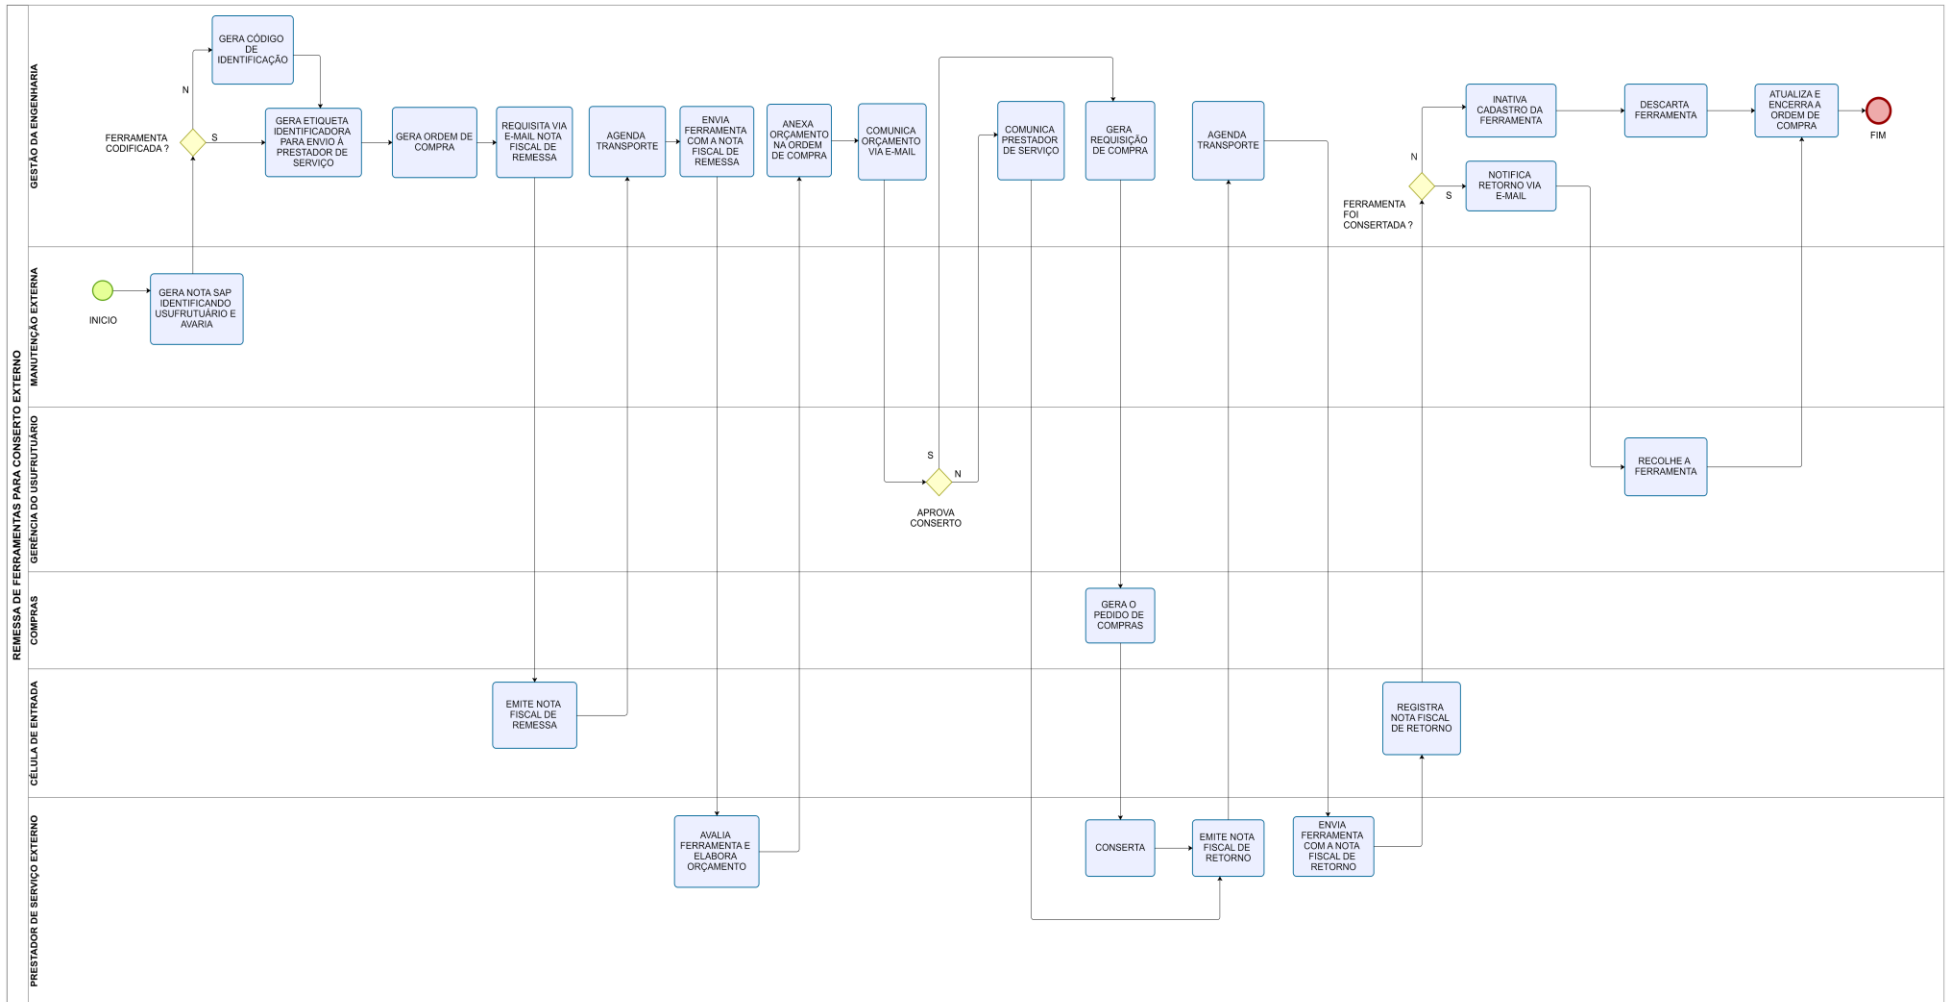 REMESSA DE FERRAMENTAS PARA CONSERTO EXTERNO
GESTÃO DA ENGENHARIA
GERA CÓDIGO
DE
IDENTIFICAÇÃO
N
FERRAMENTA
CODIFICADA ?
S
GERA ETIQUETA
IDENTIFICADORA
PARA ENVIO À
PRESTADOR DE
SERVIÇO
GERA ORDEM DE
COMPRA
REQUISITA VIA
E-MAIL NOTA
FISCAL DE
REMESSA
AGENDA
TRANSPORTE
ENVIA
FERRAMENTA
COM A NOTA
FISCAL DE
REMESSA
ANEXA
ORÇAMENTO
NA ORDEM
DE COMPRA
COMUNICA
ORÇAMENTO
VIA E-MAIL
COMUNICA
PRESTADOR
DE SERVIÇO
GERA
REQUISIÇÃO
DE COMPRA
AGENDA
TRANSPORTE
FERRAMENTA
FOI
CONSERTADA ?
N
S
INATIVA
CADASTRO DA
FERRAMENTA
NOTIFICA
RETORNO VIA
E-MAIL
DESCARTA
FERRAMENTA
ATUALIZA E
ENCERRA A
ORDEM DE
COMPRA
FIM
MANUTENÇÃO EXTERNA
INICIO
GERA NOTA SAP
IDENTIFICANDO
USUFRUTUÁRIO E
AVARIA
GERÊNCIA DO USUFRUTUÁRIO
S
N
APROVA
CONSERTO
RECOLHE A
FERRAMENTA
COMPRAS
GERA O
PEDIDO DE
COMPRAS
CÉLULA DE ENTRADA
EMITE NOTA
FISCAL DE
REMESSA
REGISTRA
NOTA FISCAL
DE RETORNO
PRESTADOR DE SERVIÇO EXTERNO
AVALIA
FERRAMENTA E
ELABORA
ORÇAMENTO
CONSERTA
EMITE NOTA
FISCAL DE
RETORNO
ENVIA
FERRAMENTA
COM A NOTA
FISCAL DE
RETORNO